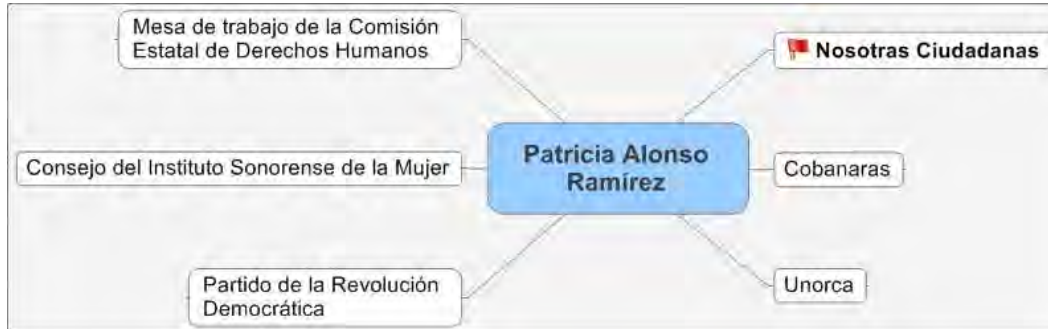 Mesa de trabajo de la Comisión
Estatal de Derechos Humanos
Nosotras Ciudadanas
Patricia Alonso
Ramírez
Consejo del Instituto Sonorense de la Mujer
Cobanaras
Partido de la Revolución
Democrática
Unorca